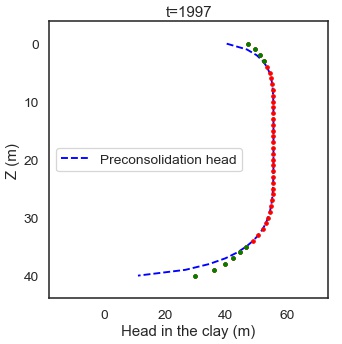 t=1997
0
10
20
30
40
Z (m)
Preconsolidation head
0 20 40 60
Head in the clay (m)